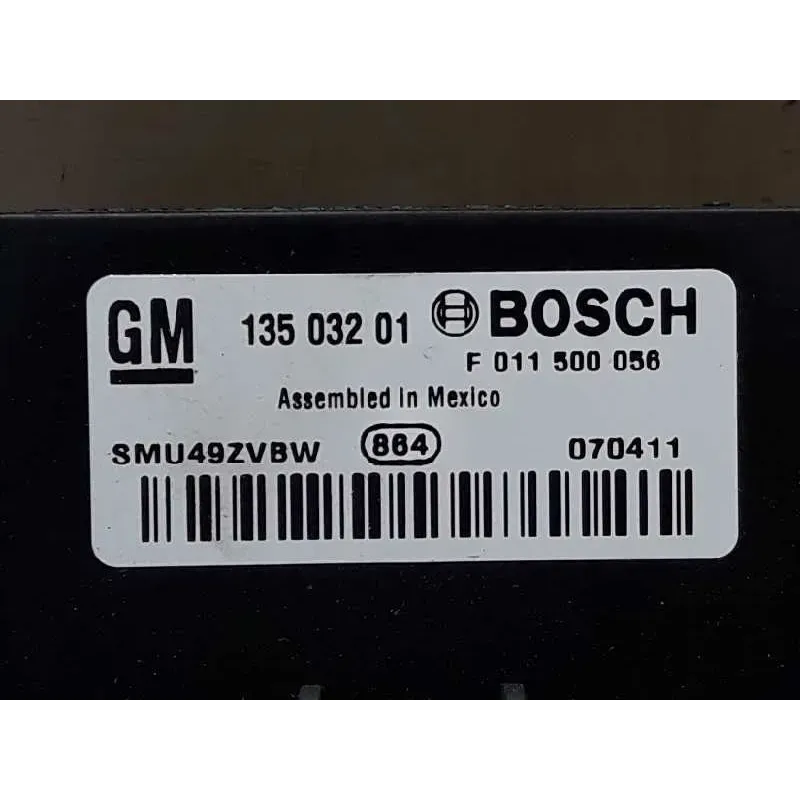 GM 135 032 01 BOSCH
F 011 500 056
Assembled in Mexico
SMU49ZVBW 864 070411